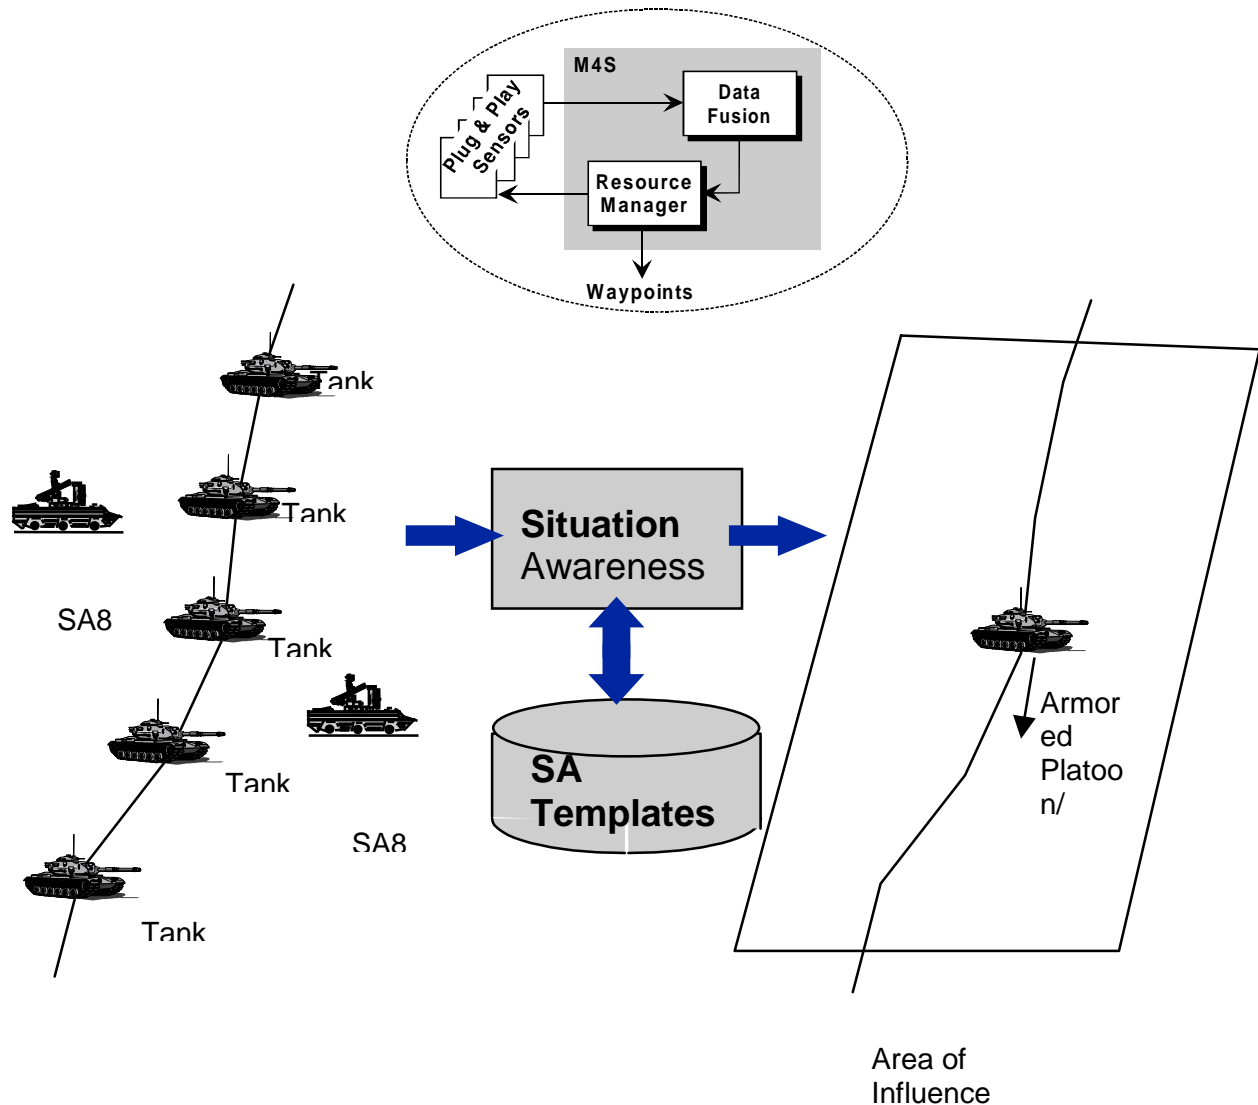 M4S
Plug & Play
Sensors
Data
Fusion
Resource
Manager
Waypoints
Tank
Tank
SA8
Tank
Tank
SA8
Tank
Situation
Awareness
SA
Templates
Armor
ed
Platoo
n/
Area of
Influence